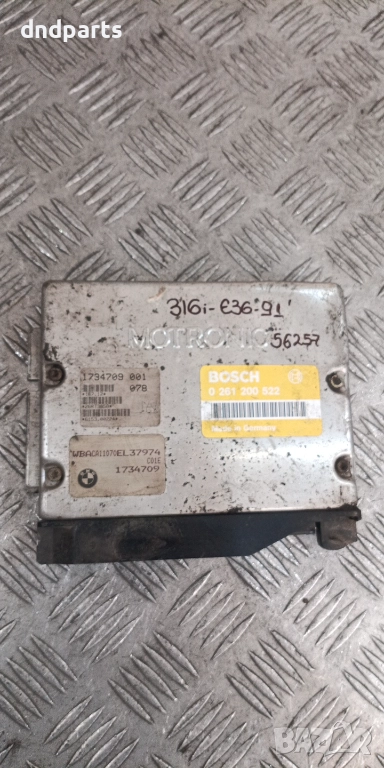 dndparts
316i-E36-91'
MOTRONIC
56257
1734709 001
078
BOSCH
0 261 200 522
Made in Germany
WBACA11070EL37974
1734709
BAZAR